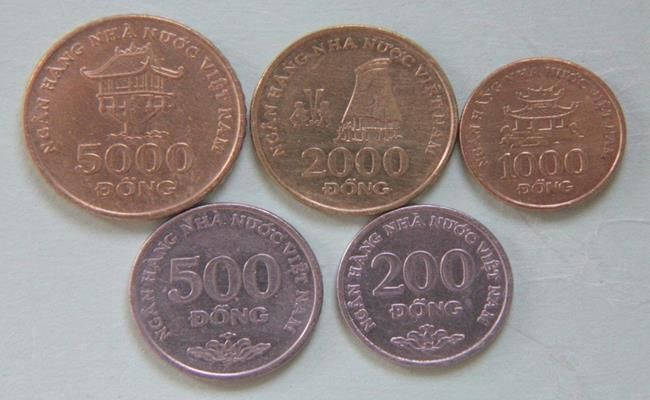 NGÂN HÀNG NHÀ NƯỚC VIỆT NAM
5000
ĐỒNG
NGÂN HÀNG NHÀ NƯỚC VIỆT NAM
2000
ĐỒNG
NGÂN HÀNG NHÀ NƯỚC VIỆT NAM
1000
ĐỒNG
NGÂN HÀNG NHÀ NƯỚC VIỆT NAM
500
ĐỒNG
NGÂN HÀNG NHÀ NƯỚC VIỆT NAM
200
ĐỒNG